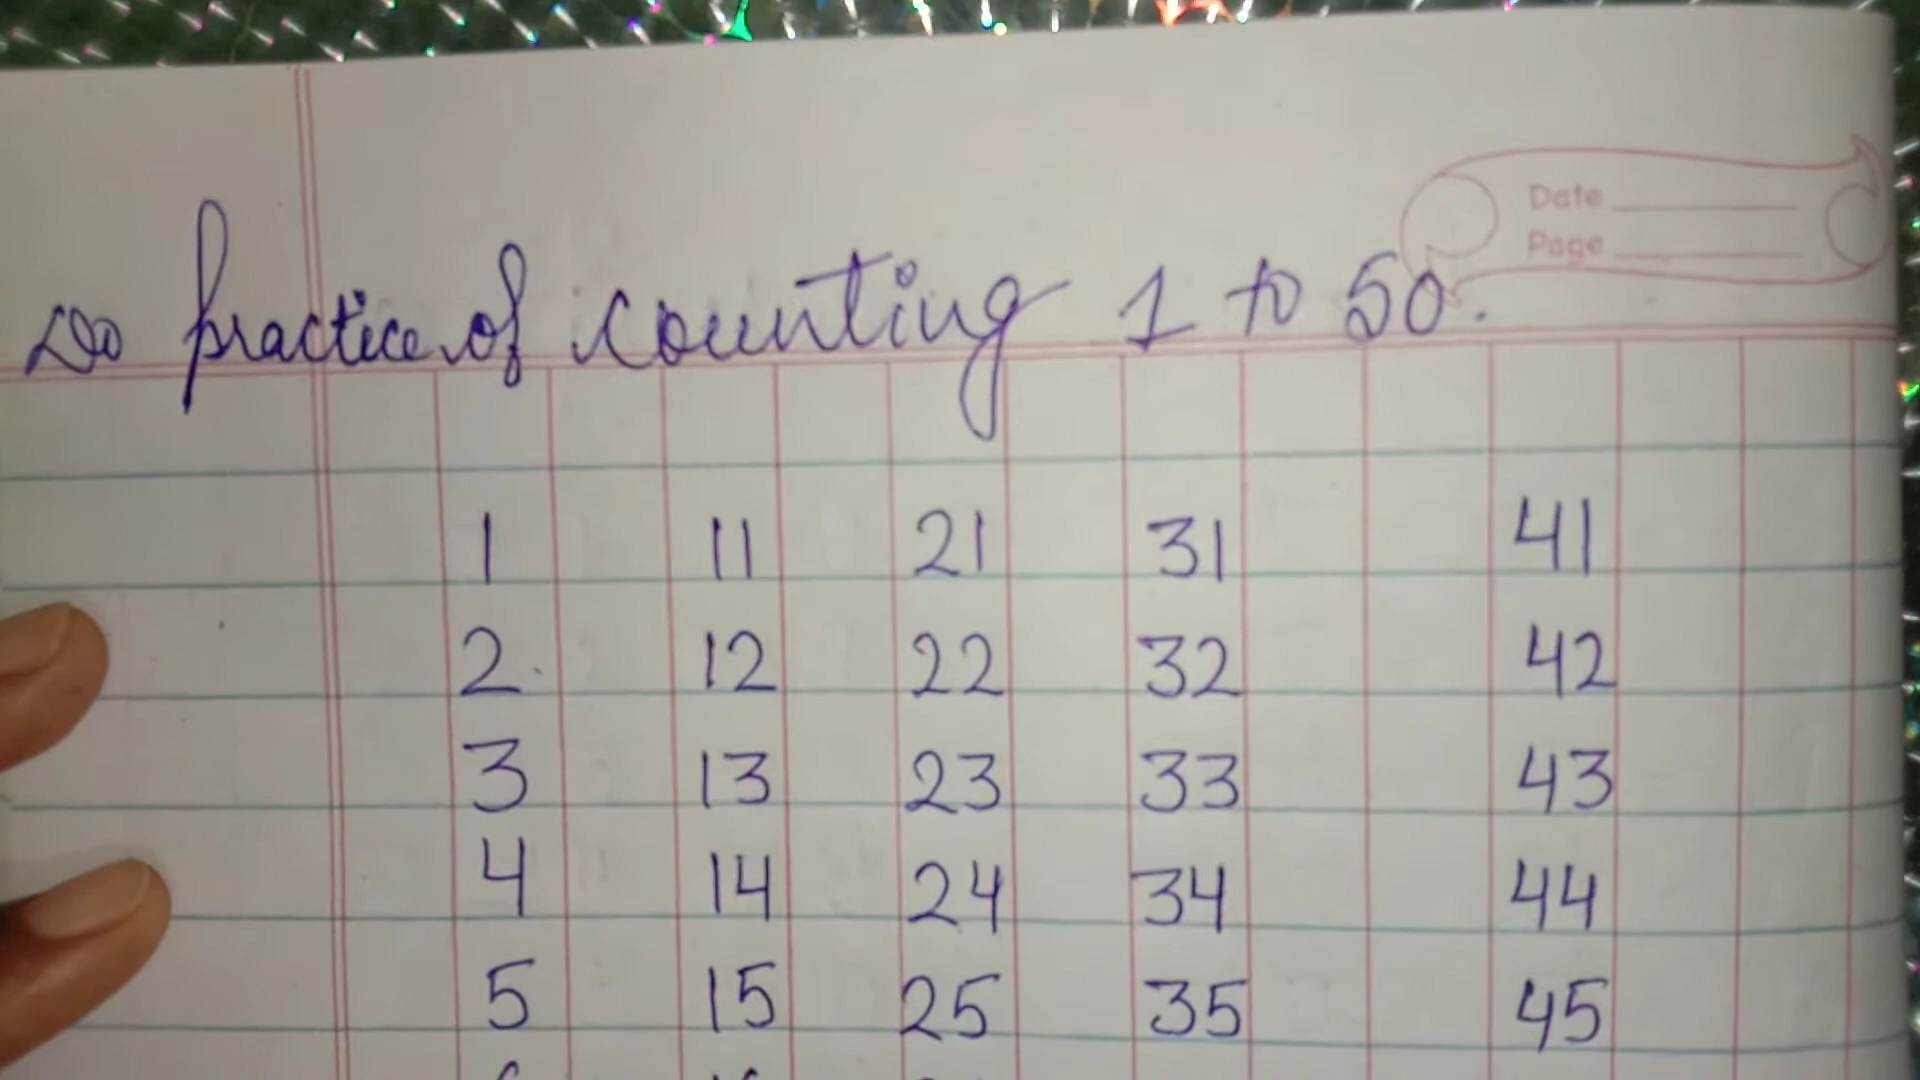 Date
Page
Do practice of counting 1 to 50.
1 11 21 31 41
2. 12 22 32 42
3 13 23 33 43
4 14 24 34 44
5 15 25 35 45